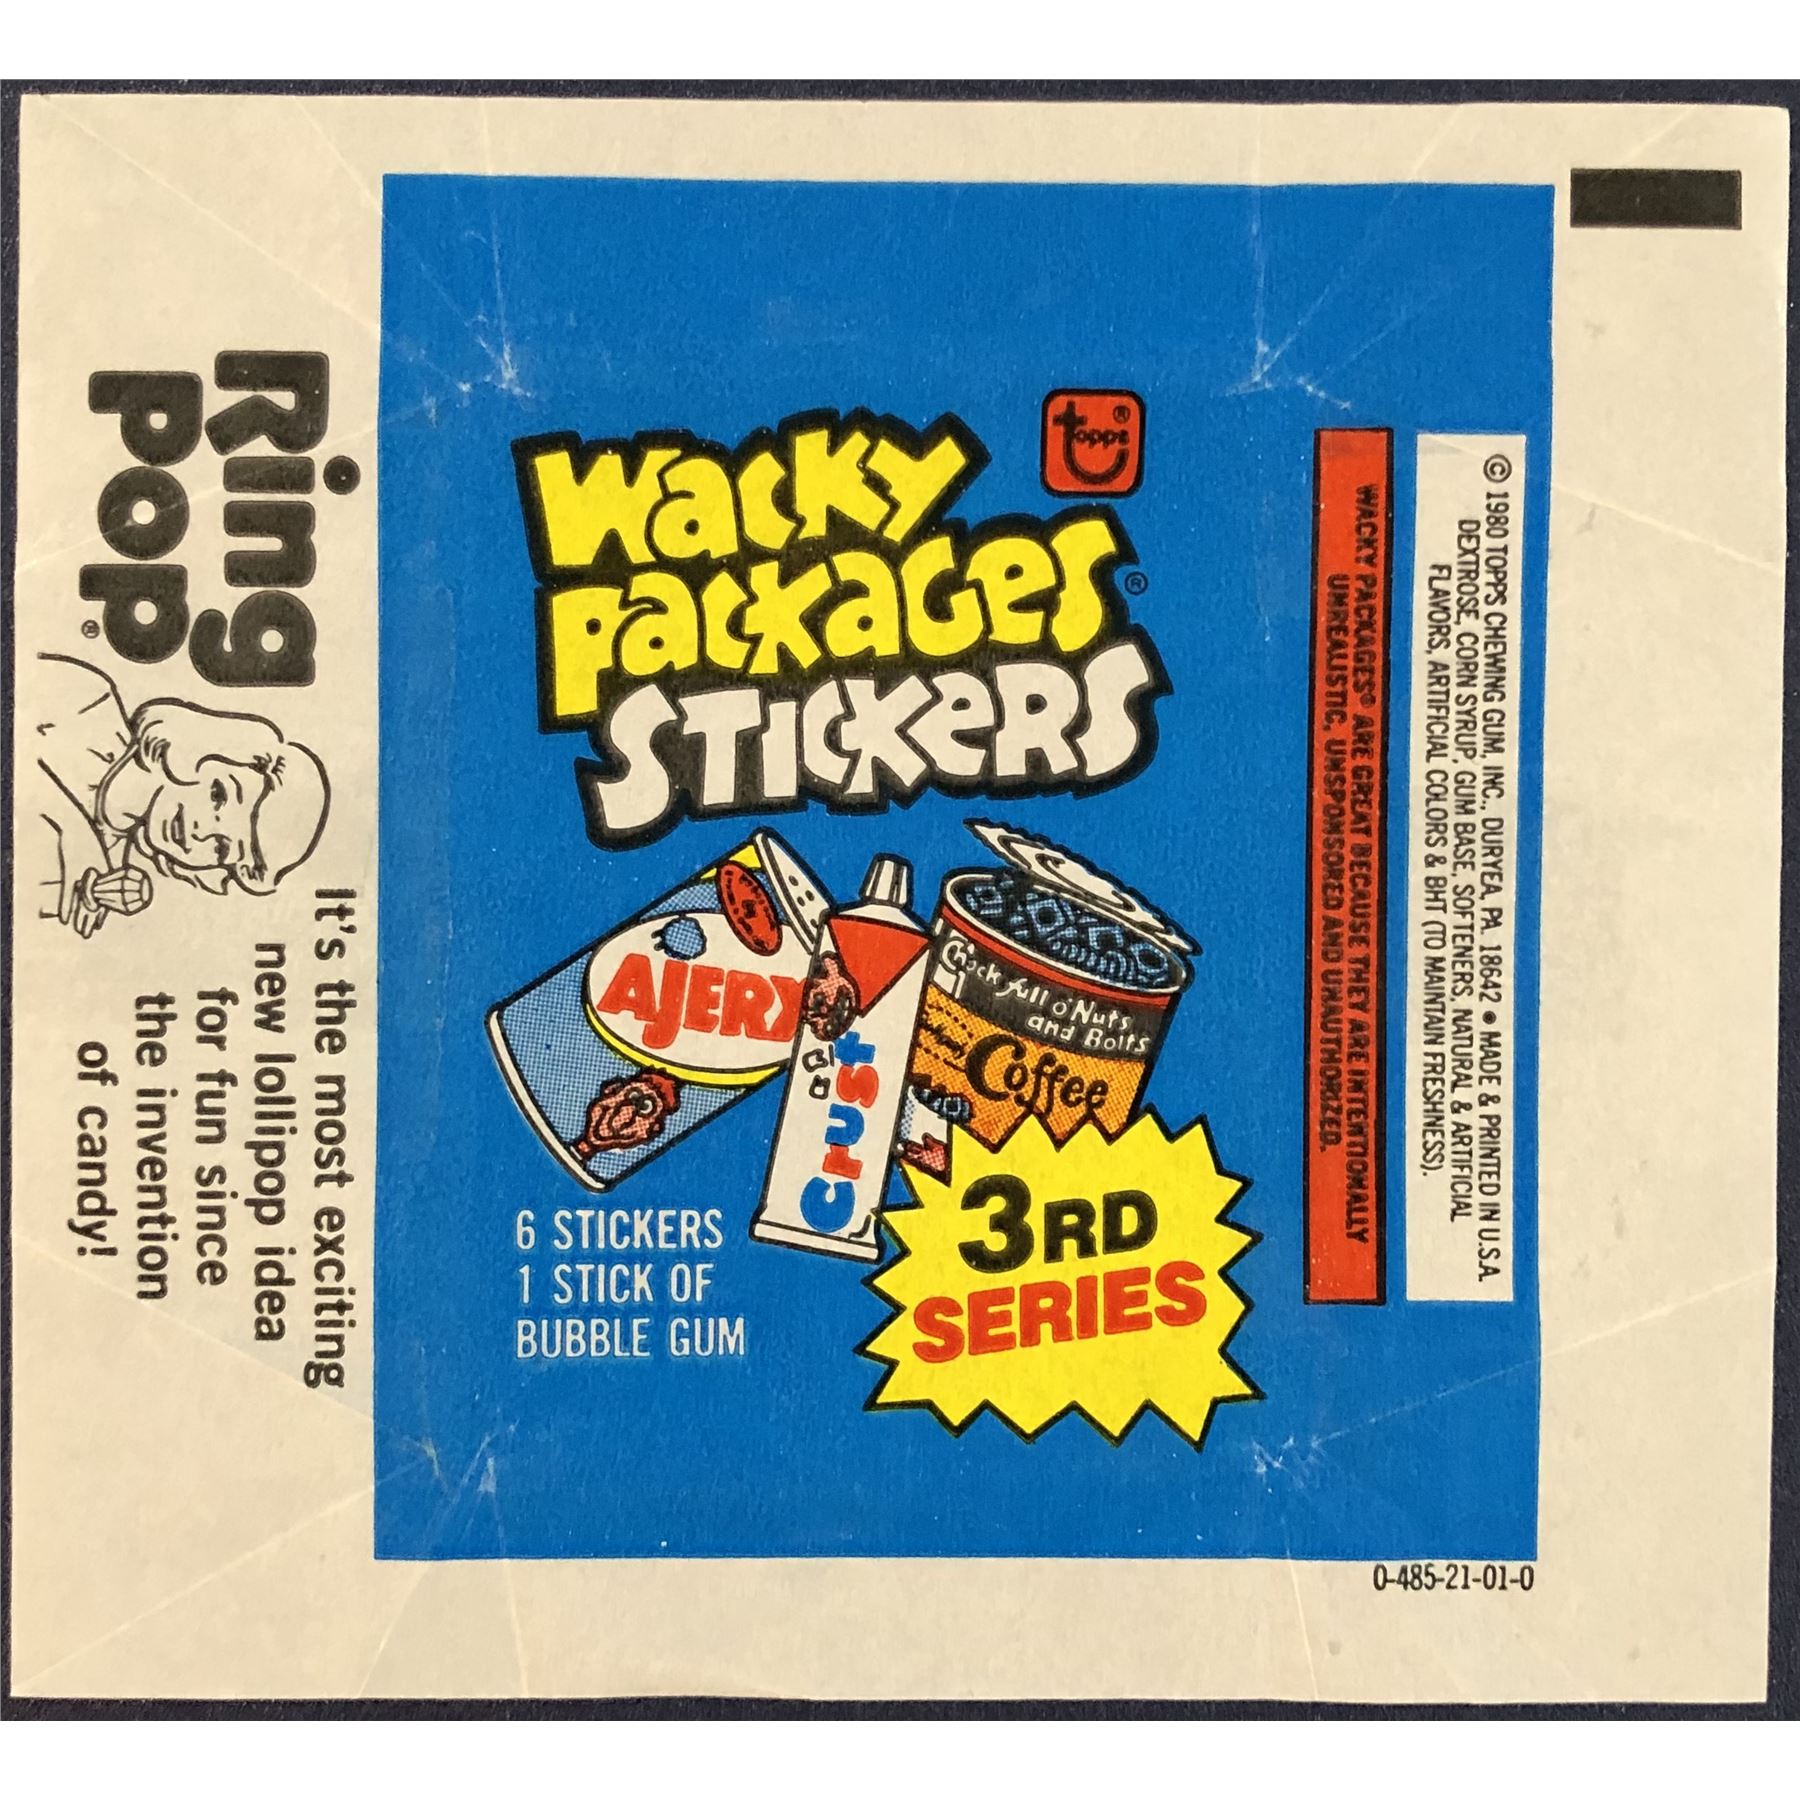 topps®
Wacky
Packages®
STICKERS
AJERX
Crust
Chock full o'Nuts
and Bolts
Coffee
6 STICKERS
1 STICK OF
BUBBLE GUM
3RD
SERIES
WACKY PACKAGES® ARE GREAT BECAUSE THEY ARE INTENTIONALLY
UNREALISTIC, UNSPONSORED AND UNAUTHORIZED.
© 1980 TOPPS CHEWING GUM, INC., DURYEA, PA. 18642 • MADE & PRINTED IN U.S.A.
DEXTROSE, CORN SYRUP, GUM BASE, SOFTENERS, NATURAL & ARTIFICIAL
FLAVORS, ARTIFICIAL COLORS & BHT (TO MAINTAIN FRESHNESS).
0-485-21-01-0
Ring
Pop®
It's the most exciting
new lollipop idea
for fun since
the invention
of candy!